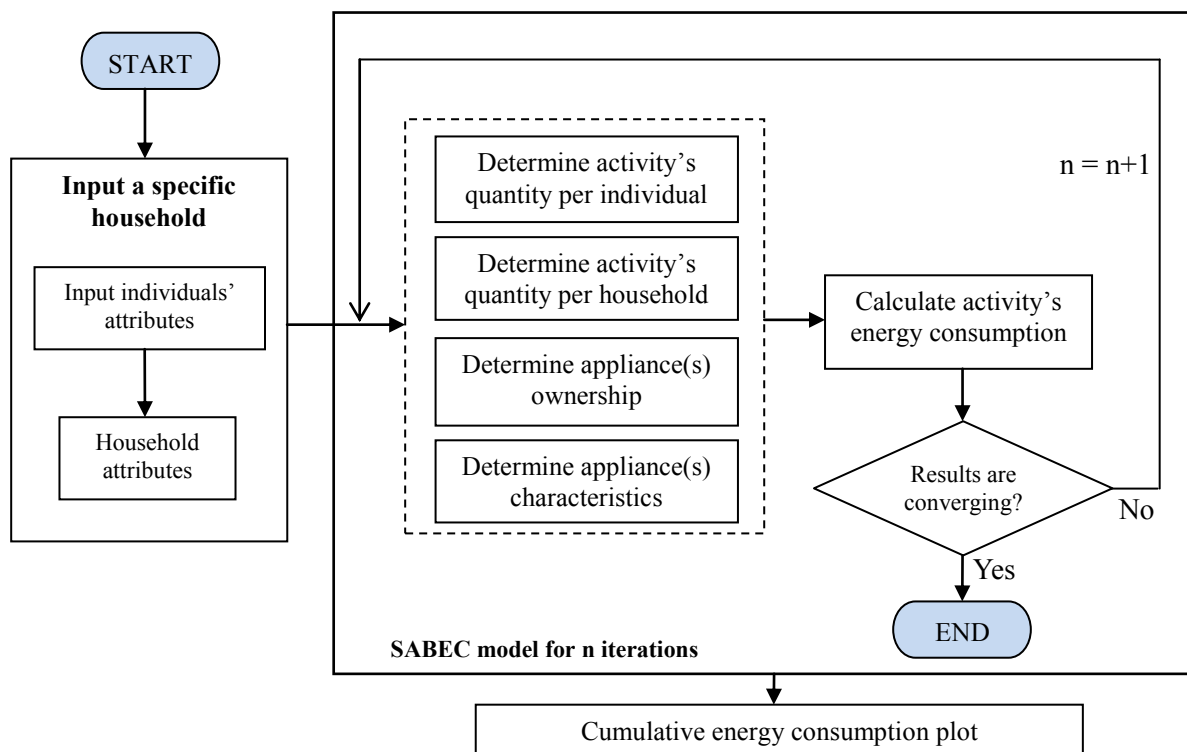 START
Input a specific
household
Input individuals'
attributes
Household
attributes
Determine activity's
quantity per individual
Determine activity's
quantity per household
Determine appliance(s)
ownership
Determine appliance(s)
characteristics
n = n+1
Calculate activity's
energy consumption
Results are
converging?
No
Yes
END
SABEC model for n iterations
Cumulative energy consumption plot